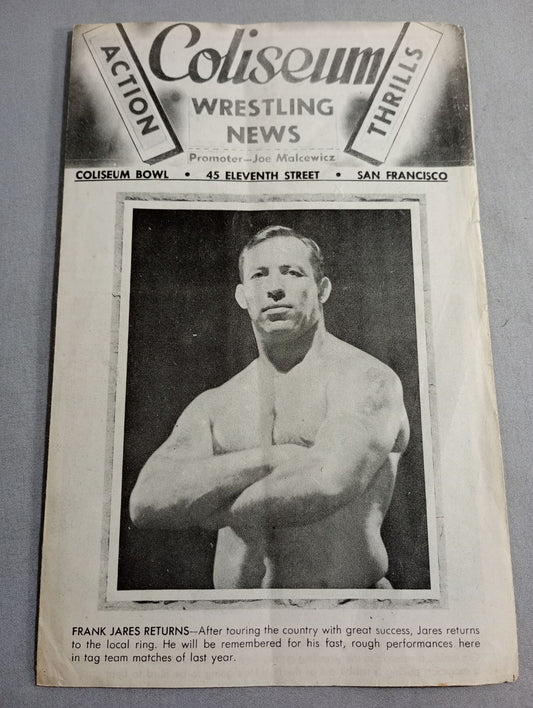 ACTION
Coliseum
THRILLS
WRESTLING
NEWS
Promoter—Joe Malcewicz
COLISEUM BOWL • 45 ELEVENTH STREET • SAN FRANCISCO
FRANK JARES RETURNS—After touring the country with great success, Jares returns
to the local ring. He will be remembered for his fast, rough performances here
in tag team matches of last year.